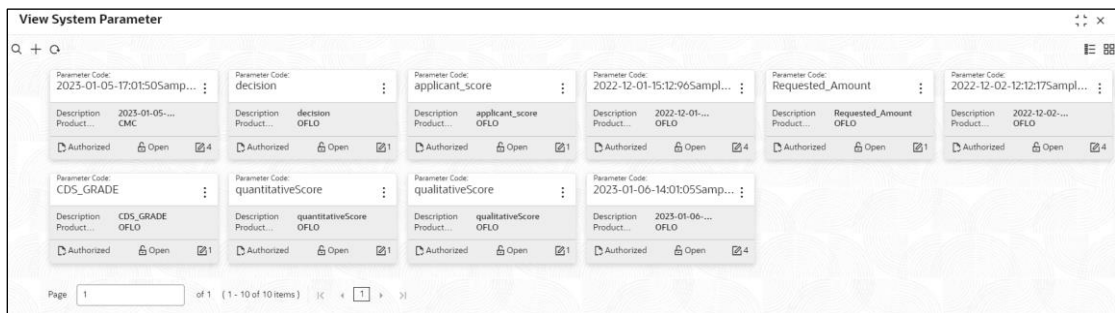 View System Parameter
Parameter Code:
2023-01-05-17:01:50Samp...
Description 2023-01-05-...
Product... CMC
Authorized Open 4
Parameter Code:
decision
Description decision
Product... OFLO
Authorized Open 1
Parameter Code:
applicant_score
Description applicant_score
Product... OFLO
Authorized Open 1
Parameter Code:
2022-12-01-15:12:96Sampl...
Description 2022-12-01-...
Product... OFLO
Authorized Open 4
Parameter Code:
Requested_Amount
Description Requested_Amount
Product... OFLO
Authorized Open 1
Parameter Code:
2022-12-02-12:12:17Sampl...
Description 2022-12-02-...
Product... OFLO
Authorized Open 4
Parameter Code:
CDS_GRADE
Description CDS_GRADE
Product... OFLO
Authorized Open 1
Parameter Code:
quantitativeScore
Description quantitativeScore
Product... OFLO
Authorized Open 1
Parameter Code:
qualitativeScore
Description qualitativeScore
Product... OFLO
Authorized Open 1
Parameter Code:
2023-01-06-14:01:05Samp...
Description 2023-01-06-...
Product... OFLO
Authorized Open 4
Page 1 of 1 (1 - 10 of 10 items) 1